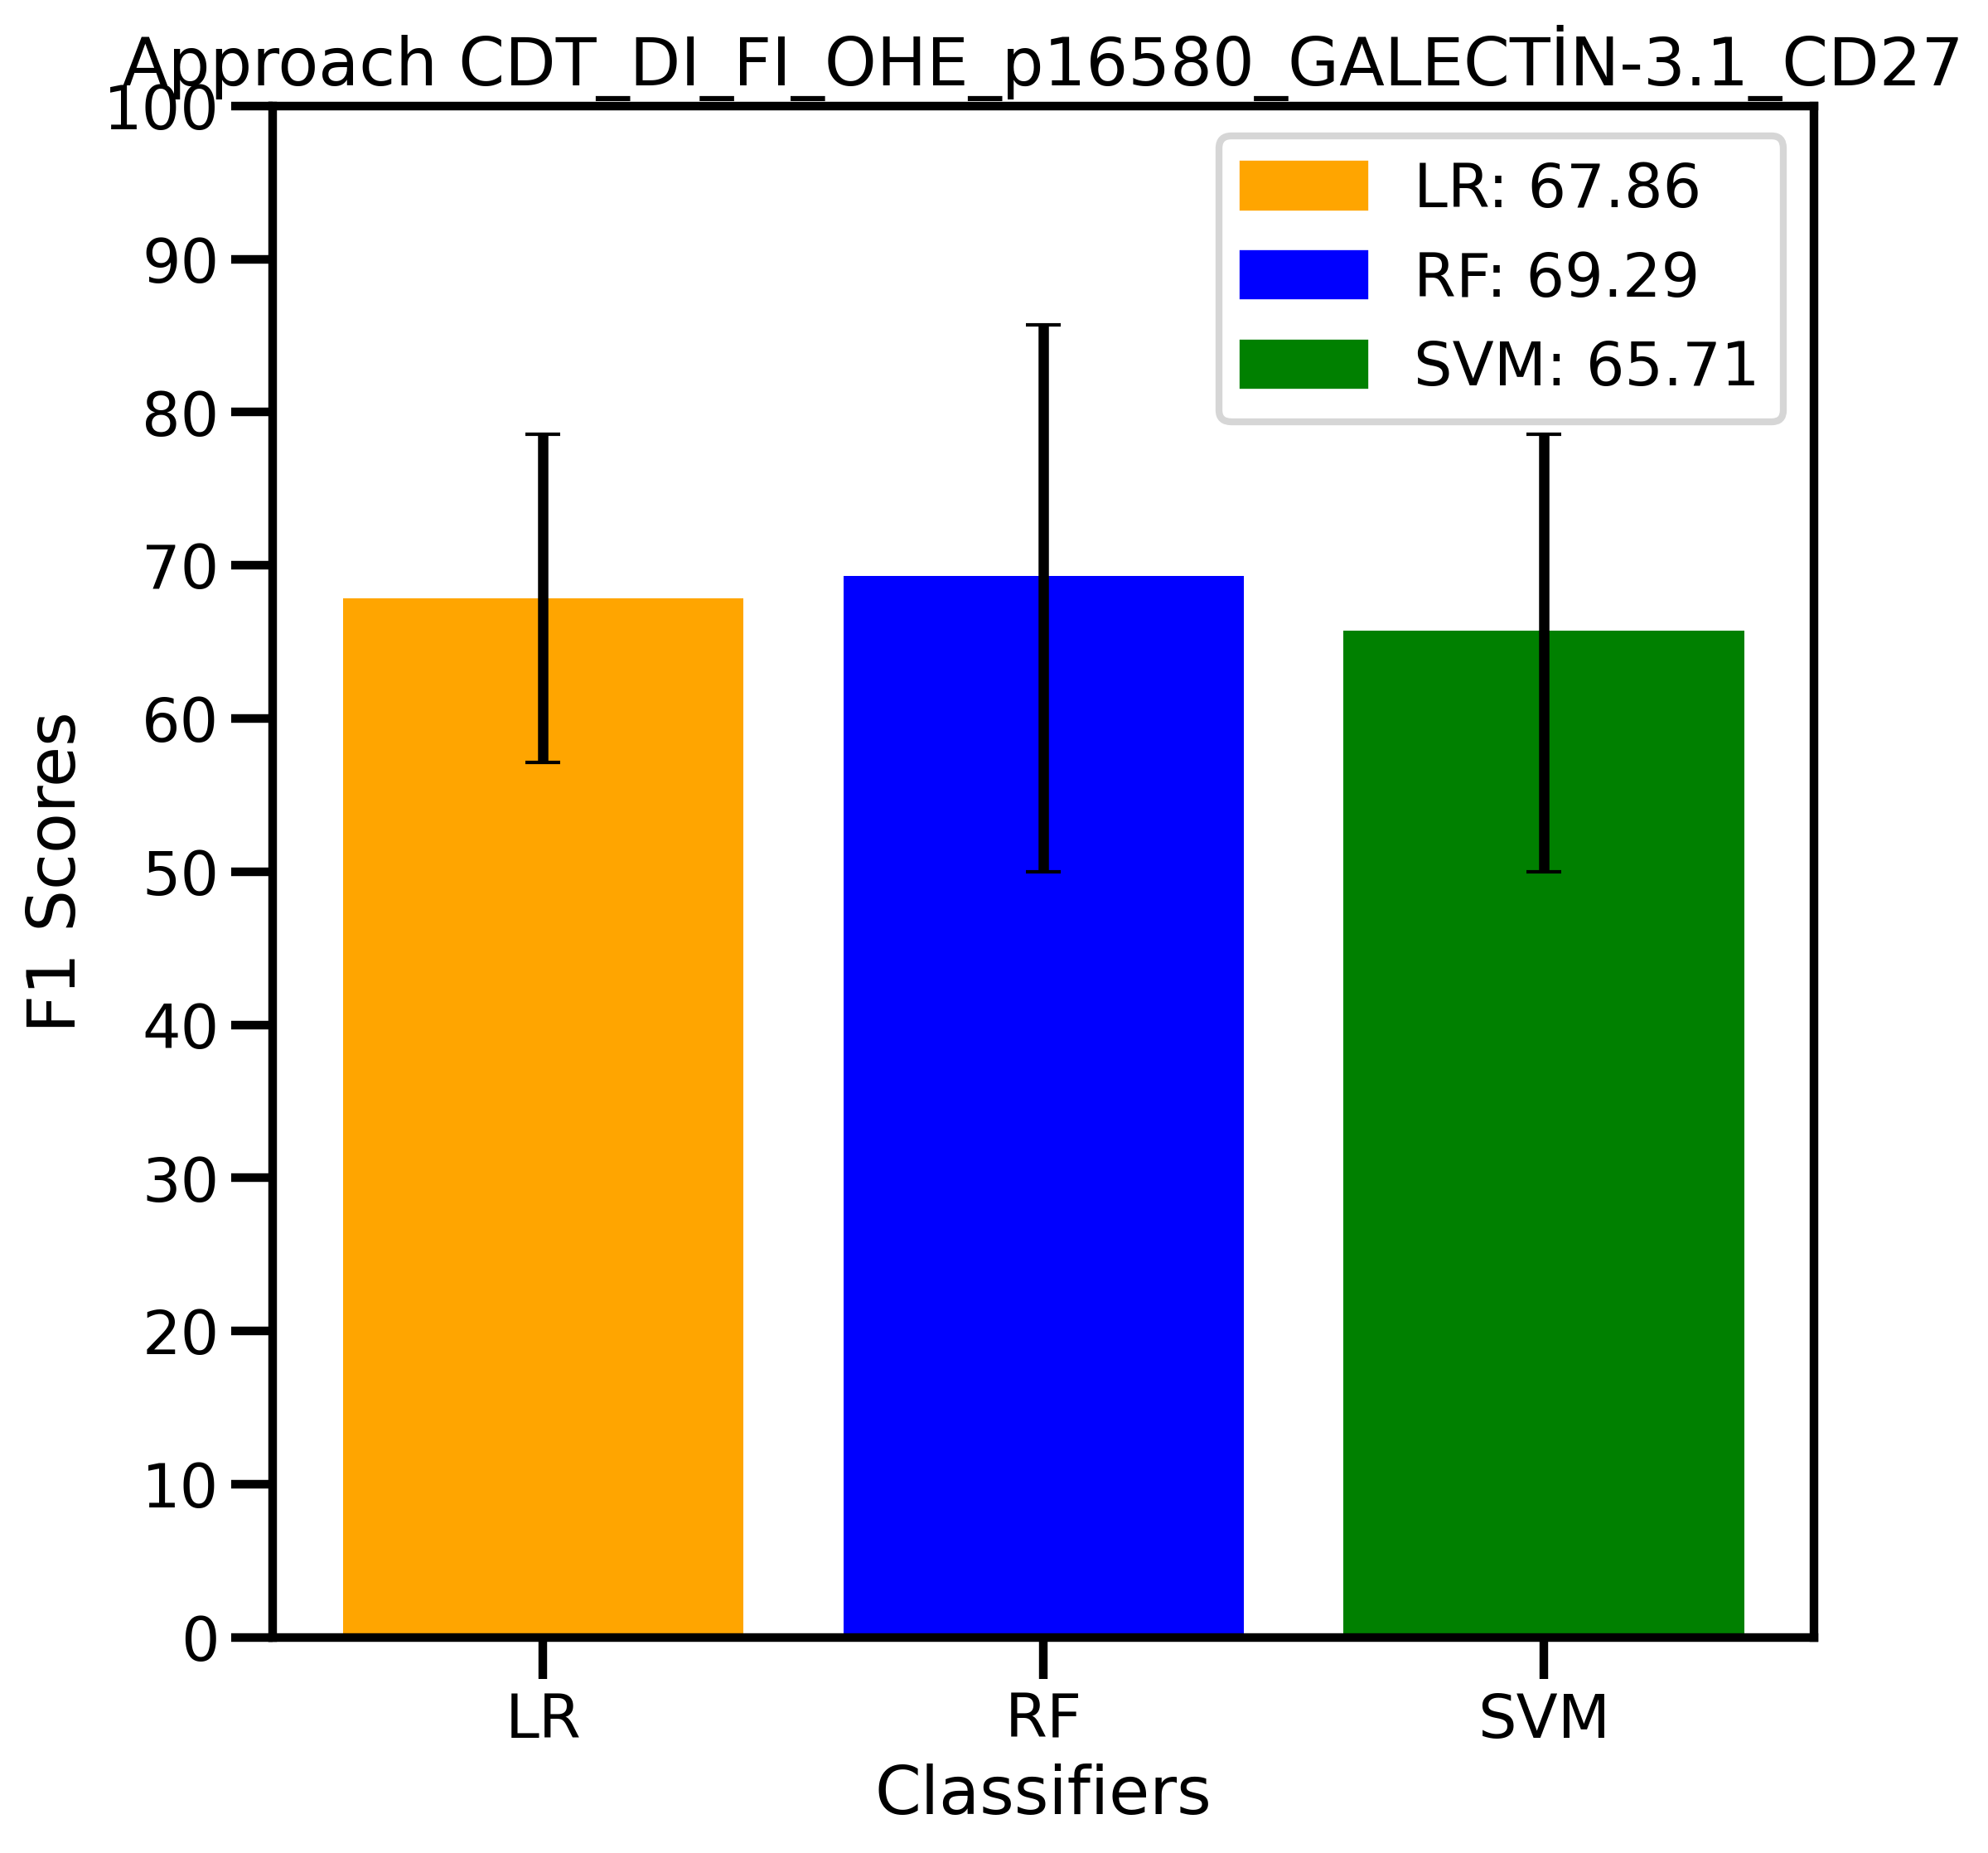 Approach CDT_DI_FI_OHE_p16580_GALECTİN-3.1_CD27
100
90
80
70
60
50
40
30
20
10
0
F1 Scores
LR: 67.86
RF: 69.29
SVM: 65.71
LR
RF
SVM
Classifiers